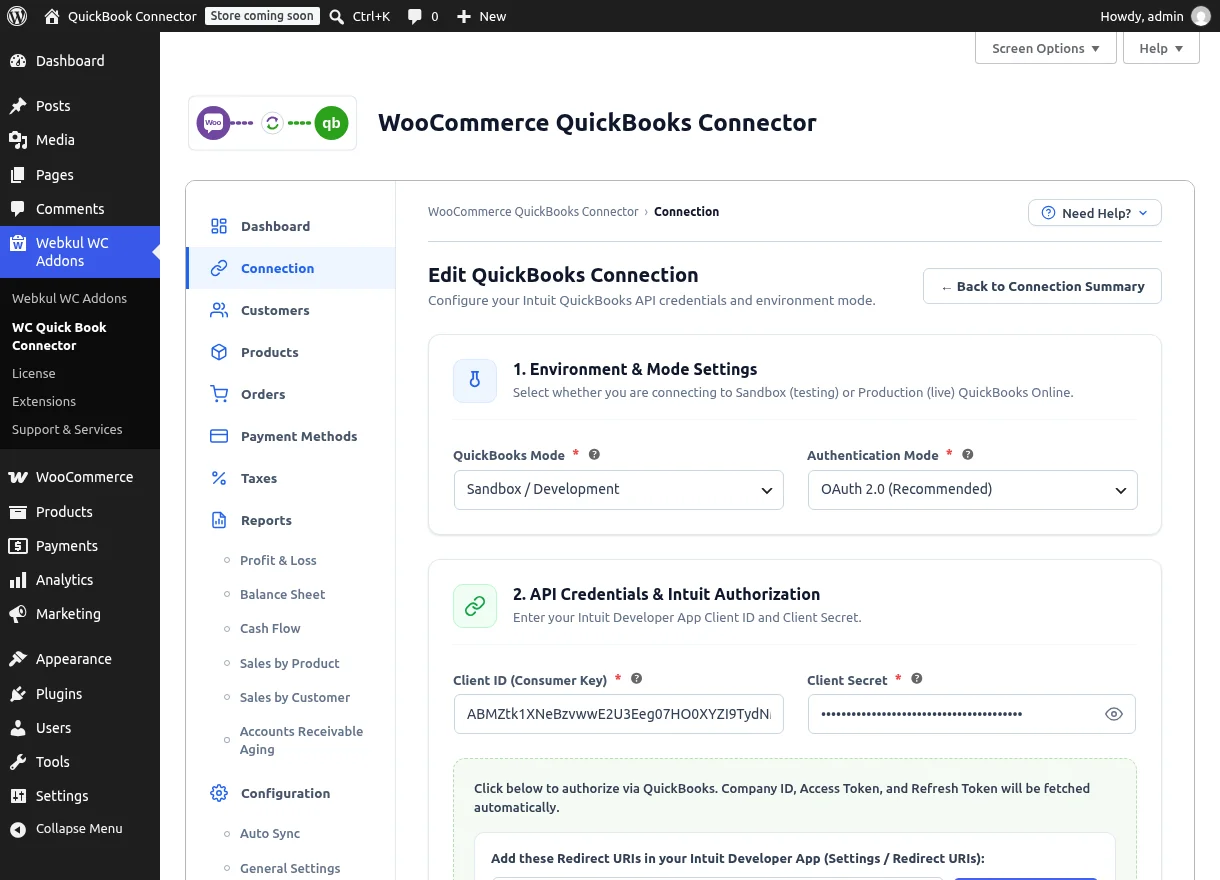 QuickBook Connector
Store coming soon
Ctrl+K
0
New
Howdy, admin
Dashboard
Posts
Media
Pages
Comments
Webkul WC
Addons
Webkul WC Addons
WC Quick Book
Connector
License
Extensions
Support & Services
WooCommerce
Products
Payments
Analytics
Marketing
Appearance
Plugins
Users
Tools
Settings
Collapse Menu
Screen Options ▼
Help ▼
Woo
qb
WooCommerce QuickBooks Connector
Dashboard
Connection
Customers
Products
Orders
Payment Methods
Taxes
Reports
Profit & Loss
Balance Sheet
Cash Flow
Sales by Product
Sales by Customer
Accounts Receivable
Aging
Configuration
Auto Sync
General Settings
WooCommerce QuickBooks Connector › Connection
Need Help?
Edit QuickBooks Connection
Configure your Intuit QuickBooks API credentials and environment mode.
← Back to Connection Summary
1. Environment & Mode Settings
Select whether you are connecting to Sandbox (testing) or Production (live) QuickBooks Online.
QuickBooks Mode *
Authentication Mode *
Sandbox / Development
OAuth 2.0 (Recommended)
2. API Credentials & Intuit Authorization
Enter your Intuit Developer App Client ID and Client Secret.
Client ID (Consumer Key) *
Client Secret *
ABMZtk1XNeBzvwwE2U3Eeg07HO0XYZI9TydN
••••••••••••••••••••••••••••••••••••••••
Click below to authorize via QuickBooks. Company ID, Access Token, and Refresh Token will be fetched
automatically.
Add these Redirect URIs in your Intuit Developer App (Settings / Redirect URIs):